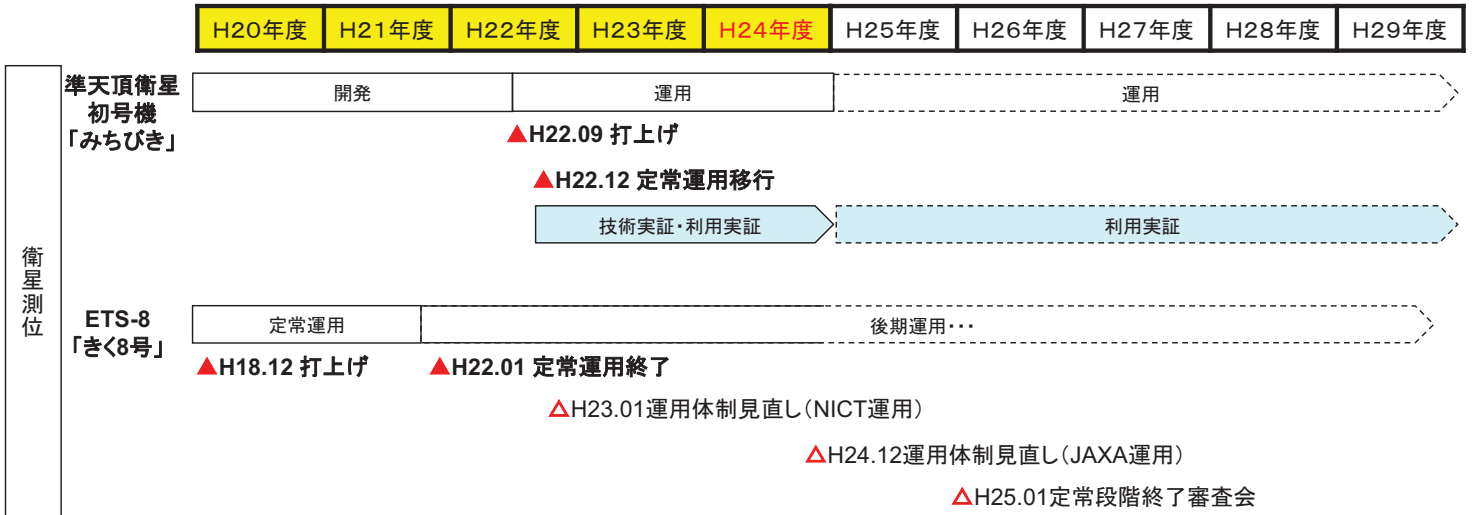 H20年度 H21年度 H22年度 H23年度 H24年度 H25年度 H26年度 H27年度 H28年度 H29年度
衛星測位
準天頂衛星
初号機
「みちびき」
開発 運用 運用
▲H22.09 打上げ
▲H22.12 定常運用移行
技術実証・利用実証 利用実証
ETS-8
「きく8号」
定常運用 後期運用・・・
▲H18.12 打上げ ▲H22.01 定常運用終了
△H23.01運用体制見直し（NICT運用）
△H24.12運用体制見直し（JAXA運用）
△H25.01定常段階終了審査会